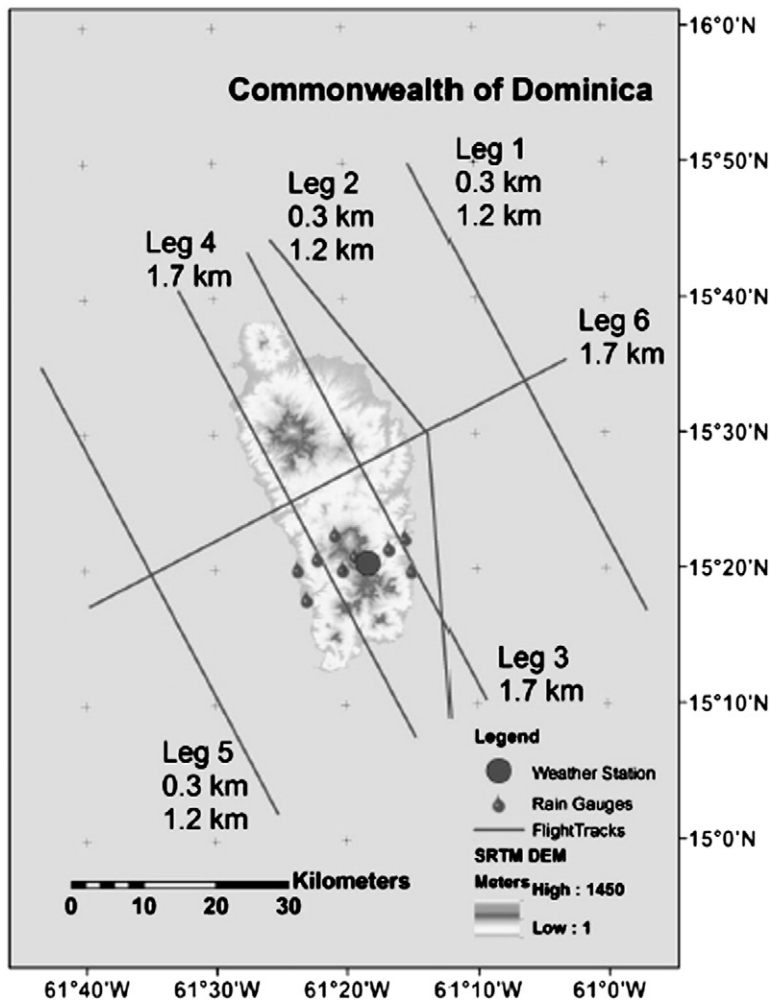 16°0'N
Commonwealth of Dominica
15°50'N
Leg 1
0.3 km
1.2 km
Leg 2
0.3 km
1.2 km
Leg 4
1.7 km
15°40'N
Leg 6
1.7 km
15°30'N
15°20'N
Leg 3
1.7 km
15°10'N
Leg 5
0.3 km
1.2 km
Legend
Weather Station
Rain Gauges
FlightTracks
SRTM DEM
Meters
High : 1450
Low : 1
15°0'N
Kilometers
0 10 20 30
61°40'W 61°30'W 61°20'W 61°10'W 61°0'W